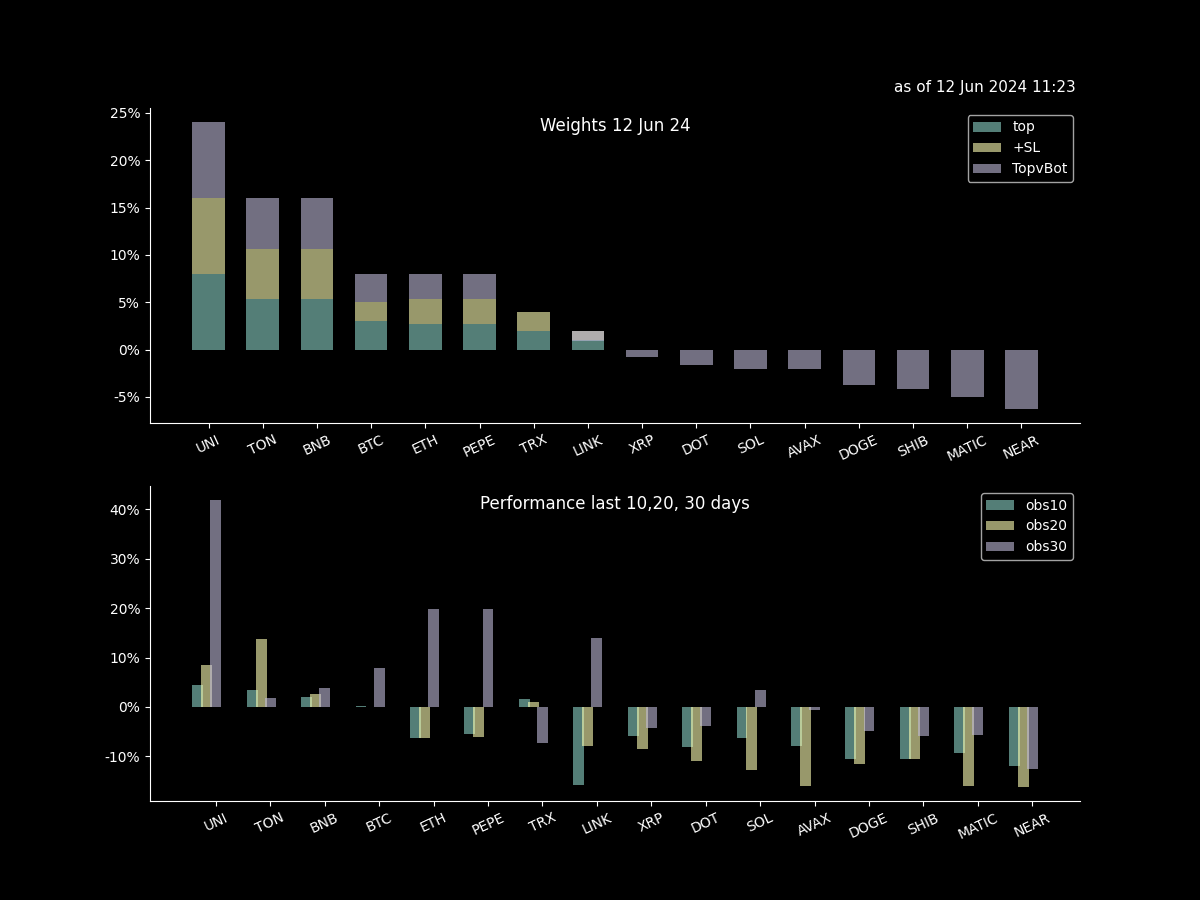 as of 12 Jun 2024 11:23
Weights 12 Jun 24
top
+SL
TopvBot
25%
20%
15%
10%
5%
0%
-5%
UNI TON BNB BTC ETH PEPE TRX LINK XRP DOT SOL AVAX DOGE SHIB MATIC NEAR
Performance last 10,20, 30 days
obs10
obs20
obs30
40%
30%
20%
10%
0%
-10%
UNI TON BNB BTC ETH PEPE TRX LINK XRP DOT SOL AVAX DOGE SHIB MATIC NEAR